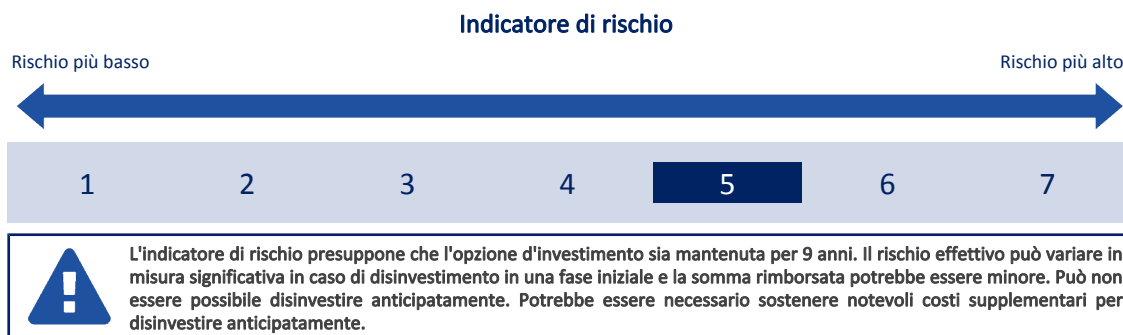 Indicatore di rischio
Rischio più basso
Rischio più alto
1 2 3 4 5 6 7
L'indicatore di rischio presuppone che l'opzione d'investimento sia mantenuta per 9 anni. Il rischio effettivo può variare in
misura significativa in caso di disinvestimento in una fase iniziale e la somma rimborsata potrebbe essere minore. Può non
essere possibile disinvestire anticipatamente. Potrebbe essere necessario sostenere notevoli costi supplementari per
disinvestire anticipatamente.